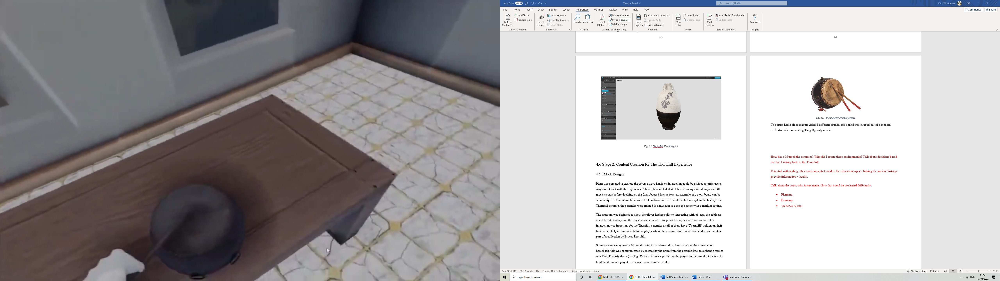 AutoSave On
Thesis • Saved
Search (Alt+Q)
FALLOWS Emma
File Home Insert Draw Design Layout References Mailings Review View Help RCM
Comments Share
Table of Contents
Add Text
Update Table
Table of Contents
Insert Footnote
Insert Endnote
Next Footnote
Show Notes
Footnotes
Search
Researcher
Research
Insert Citation
Manage Sources
Style: Harvard
Bibliography
Citations & Bibliography
Insert Caption
Insert Table of Figures
Update Table
Cross-reference
Captions
Mark Entry
Insert Index
Update Index
Index
Mark Citation
Insert Table of Authorities
Update Table
Table of Authorities
ABC
Acronyms
Insights
63
64
Fig. 35. Sketchfab 3D editing UI
4.6 Stage 2: Content Creation for The Thornhill Experience
4.6.1 Mock Designs
Plans were created to explore the diverse ways hands on interaction could be utilised to offer users
ways to interact with the experience. These plans included sketches, drawings, mind maps and 3D
mock visuals before deciding on the final focused interactions, an example of a story board can be
seen in Fig. 36. The interactions were broken down into different levels that explain the history of a
Thornhill ceramic, the ceramics were framed in a museum to open the scene with a familiar setting.
The museum was designed to show the player had no rules to interacting with objects, the cabinets
could be taken away and the objects can be handled to get a close-up view of a ceramic. This
interaction was important for the Thornhill ceramics as all of them have ‘Thornhill’ written on their
base which helps communicate to the player where the ceramic have come from and learn that it is
part of a collection by Ernest Thornhill.
Some ceramics may need additional context to understand its forms, such as the musician on
horseback, this was communicated by recreating the drum from the ceramic into an authentic replica
of a Tang Dynasty drum (See Fig. 36 for reference), providing the player with a visual interaction to
hold the drum and play it to discover what it sounded like.
Fig. 36. Tang Dynasty drum reference
The drum had 2 sides that provided 2 different sounds, this sound was clipped out of a modern
orchestra video recreating Tang Dynasty music.
How have I framed the ceramics? Why did I create these environments? Talk about decisions based
on that. Linking back to the Thornhill.
Potential with adding other environments to add to the education aspect, linking the ancient history-
provide information visually.
Talk about the copy, why it was made. How that could be presented differently.
• Planning
• Drawings
• 3D Mock Visual
Page 66 of 110 28417 words English (United Kingdom) Accessibility: Investigate
Display Settings Focus 110%
Type here to search
Mail - FALLOWS E...
(1) The Thornhill Ex...
Full Paper Submissi...
Thesis - Word
Games and Concep...
ENG
21:54
13/08/2022